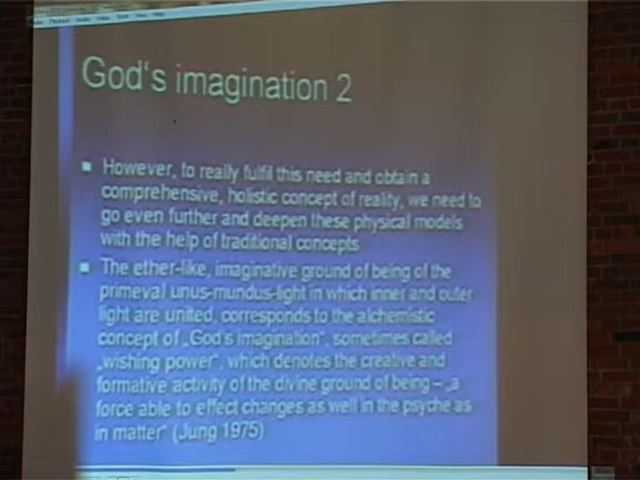 God's imagination 2
However, to really fulfil this need and obtain a
comprehensive, holistic concept of reality, we need to
go even further and deepen these physical models
with the help of traditional concepts
The ether-like, imaginative ground of being of the
primeval unus-mundus-light in which inner and outer
light are united, corresponds to the alchemistic
concept of „God's imagination", sometimes called
„wishing power", which denotes the creative and
formative activity of the divine ground of being – „a
force able to effect changes as well in the psyche as
in matter" (Jung 1975)